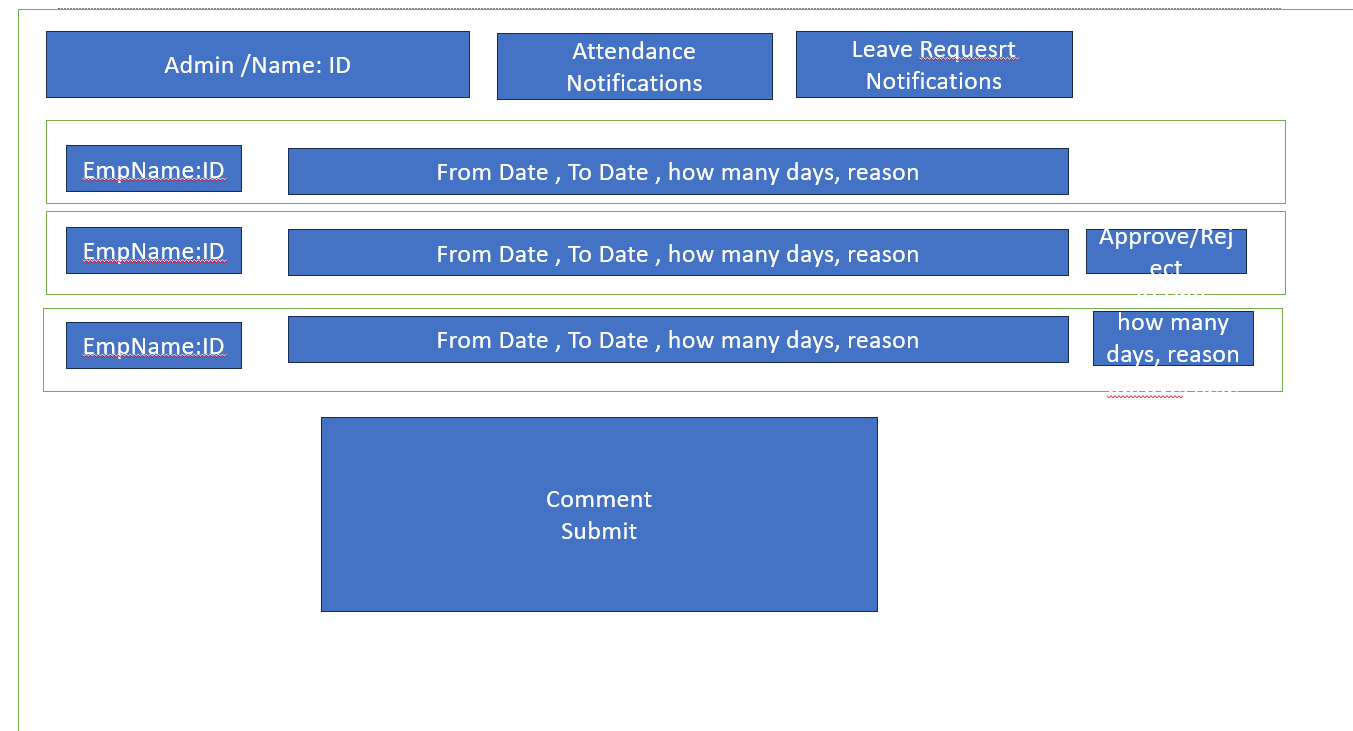 Admin /Name: ID
Attendance
Notifications
Leave Requesrt
Notifications
EmpName:ID
From Date , To Date , how many days, reason
EmpName:ID
From Date , To Date , how many days, reason
Approve/Rej
ect
EmpName:ID
From Date , To Date , how many days, reason
how many
days, reason
Comment
Submit